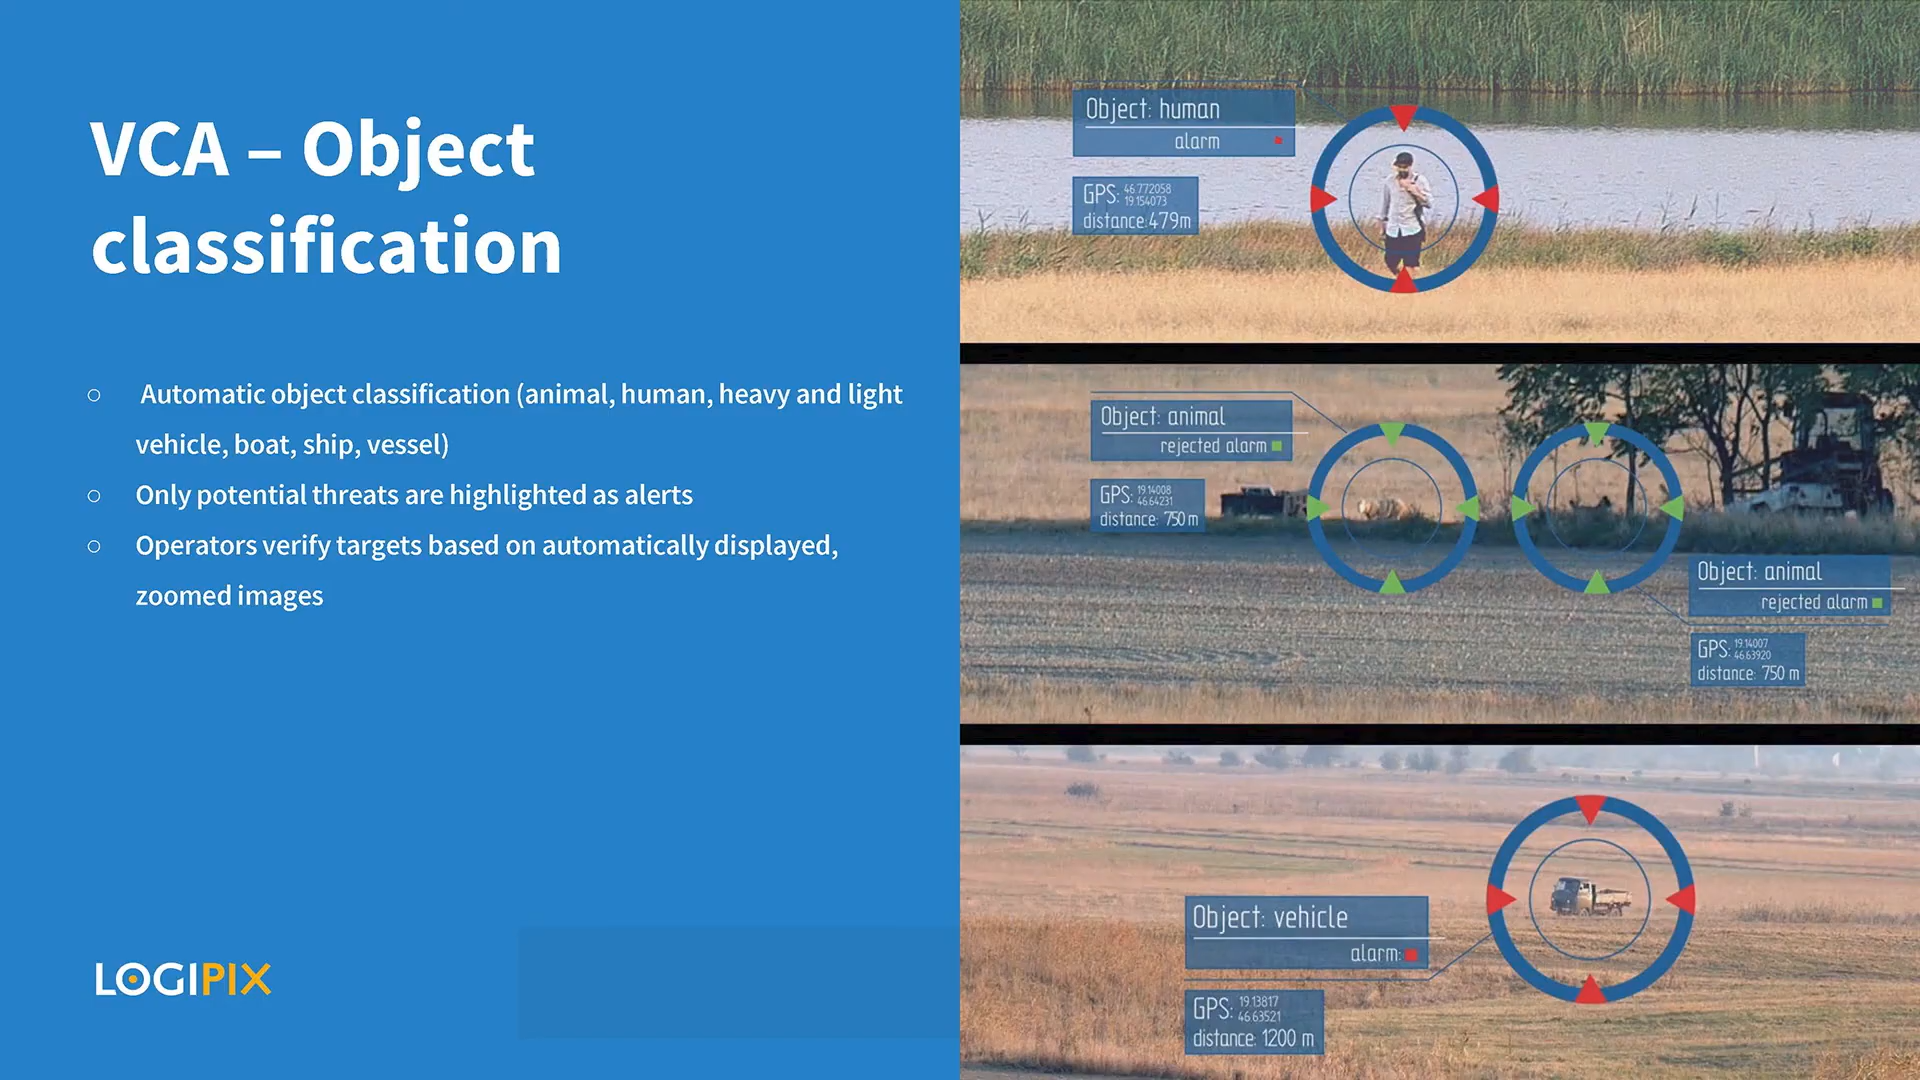 VCA – Object
classification
○ Automatic object classification (animal, human, heavy and light
vehicle, boat, ship, vessel)
○ Only potential threats are highlighted as alerts
○ Operators verify targets based on automatically displayed,
zoomed images
LOGIPIX
Object: human
alarm
GPS: 46.772058
19.154073
distance:479m
Object: animal
rejected alarm
GPS: 19.14008
46.64231
distance: 750 m
Object: animal
rejected alarm
GPS: 19.14007
46.63920
distance: 750 m
Object: vehicle
alarm:
GPS: 19.13817
46.63521
distance: 1200 m